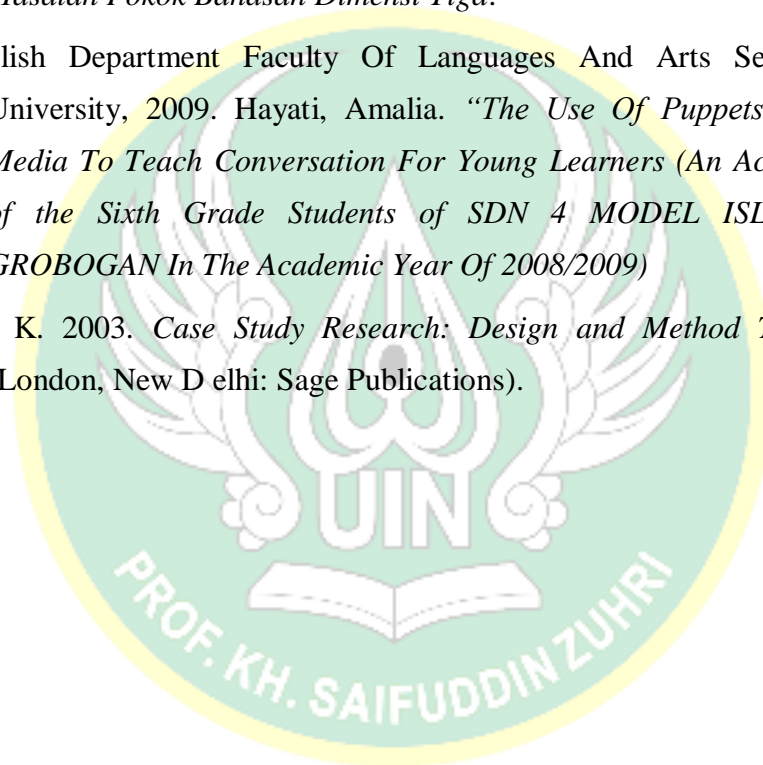 Masalah Pokok Bahasan Dimensi Tiga.
lish Department Faculty Of Languages And Arts Se
University, 2009. Hayati, Amalia. “The Use Of Puppets
Media To Teach Conversation For Young Learners (An Ac
of the Sixth Grade Students of SDN 4 MODEL ISL
GROBOGAN In The Academic Year Of 2008/2009)
K. 2003. Case Study Research: Design and Method T
London, New D elhi: Sage Publications).
UIN
PROF. KH. SAIFUDDIN ZUHRI